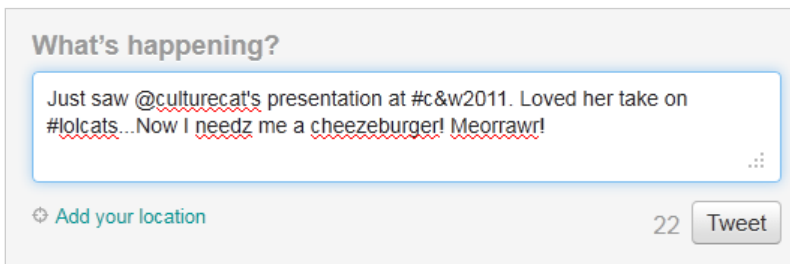 What's happening?
Just saw @culturecat's presentation at #c&w2011. Loved her take on
#lolcats...Now I needz me a cheezeburger! Meorrawr!
Add your location
22 Tweet